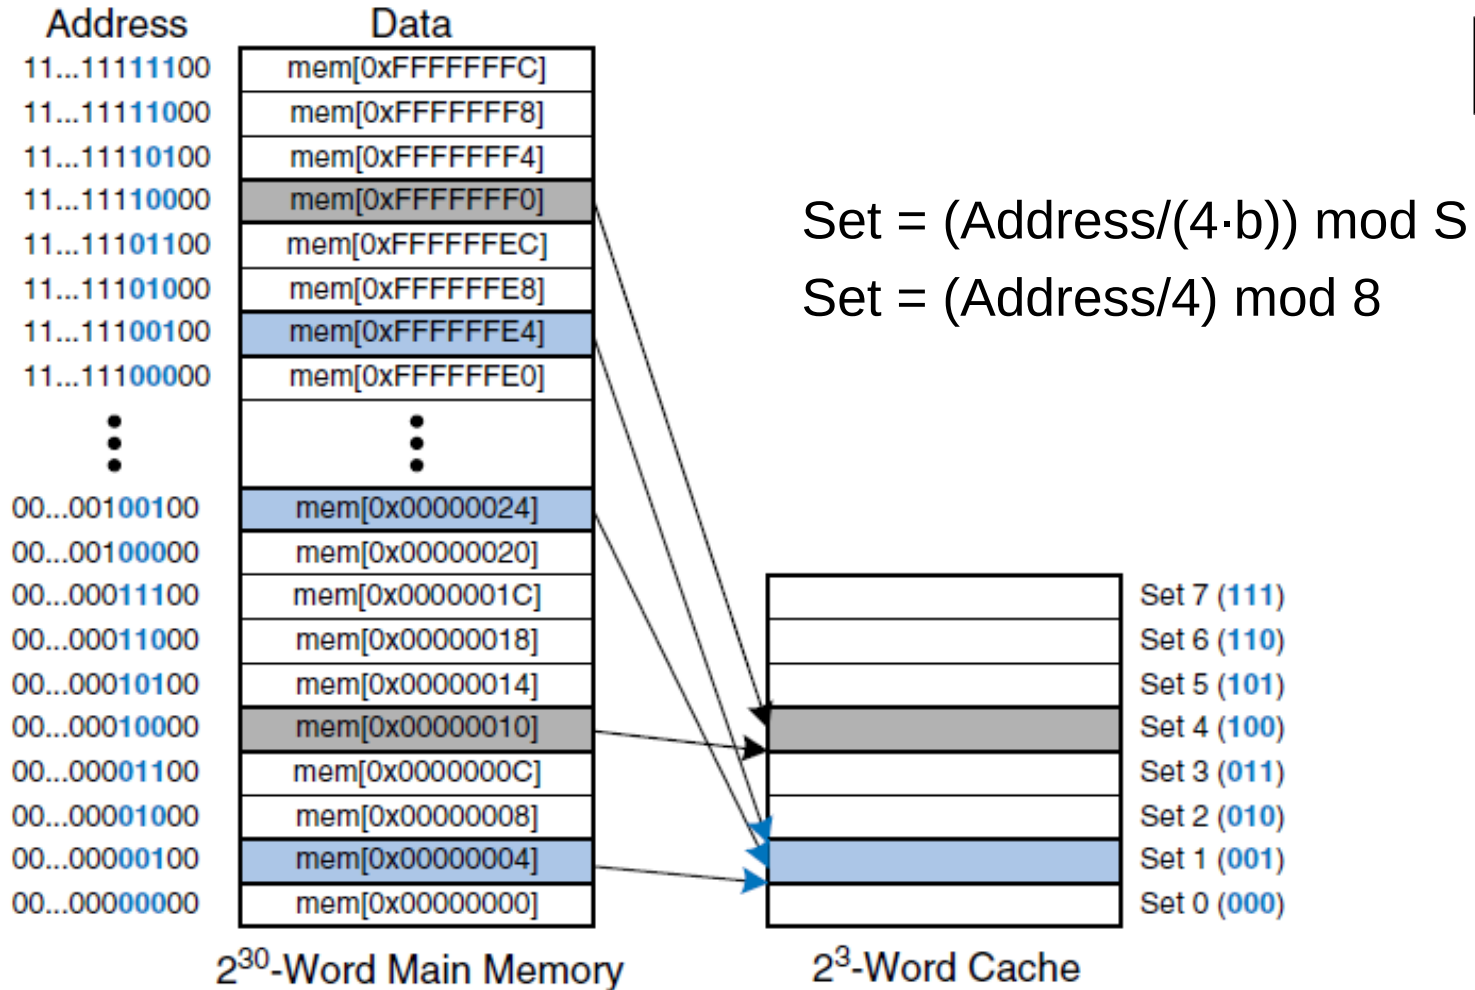 Address Data
11...11111100 mem[0xFFFFFFFC]
11...11111000 mem[0xFFFFFFF8]
11...11110100 mem[0xFFFFFFF4]
11...11110000 mem[0xFFFFFFF0]
11...11101100 mem[0xFFFFFFEC]
11...11101000 mem[0xFFFFFFE8]
11...11100100 mem[0xFFFFFFE4]
11...11100000 mem[0xFFFFFFE0]
00...00100100 mem[0x00000024]
00...00100000 mem[0x00000020]
00...00011100 mem[0x0000001C]
00...00011000 mem[0x00000018]
00...00010100 mem[0x00000014]
00...00010000 mem[0x00000010]
00...00001100 mem[0x0000000C]
00...00001000 mem[0x00000008]
00...00000100 mem[0x00000004]
00...00000000 mem[0x00000000]
2³⁰-Word Main Memory
Set = (Address/(4·b)) mod S
Set = (Address/4) mod 8
Set 7 (111)
Set 6 (110)
Set 5 (101)
Set 4 (100)
Set 3 (011)
Set 2 (010)
Set 1 (001)
Set 0 (000)
2³-Word Cache